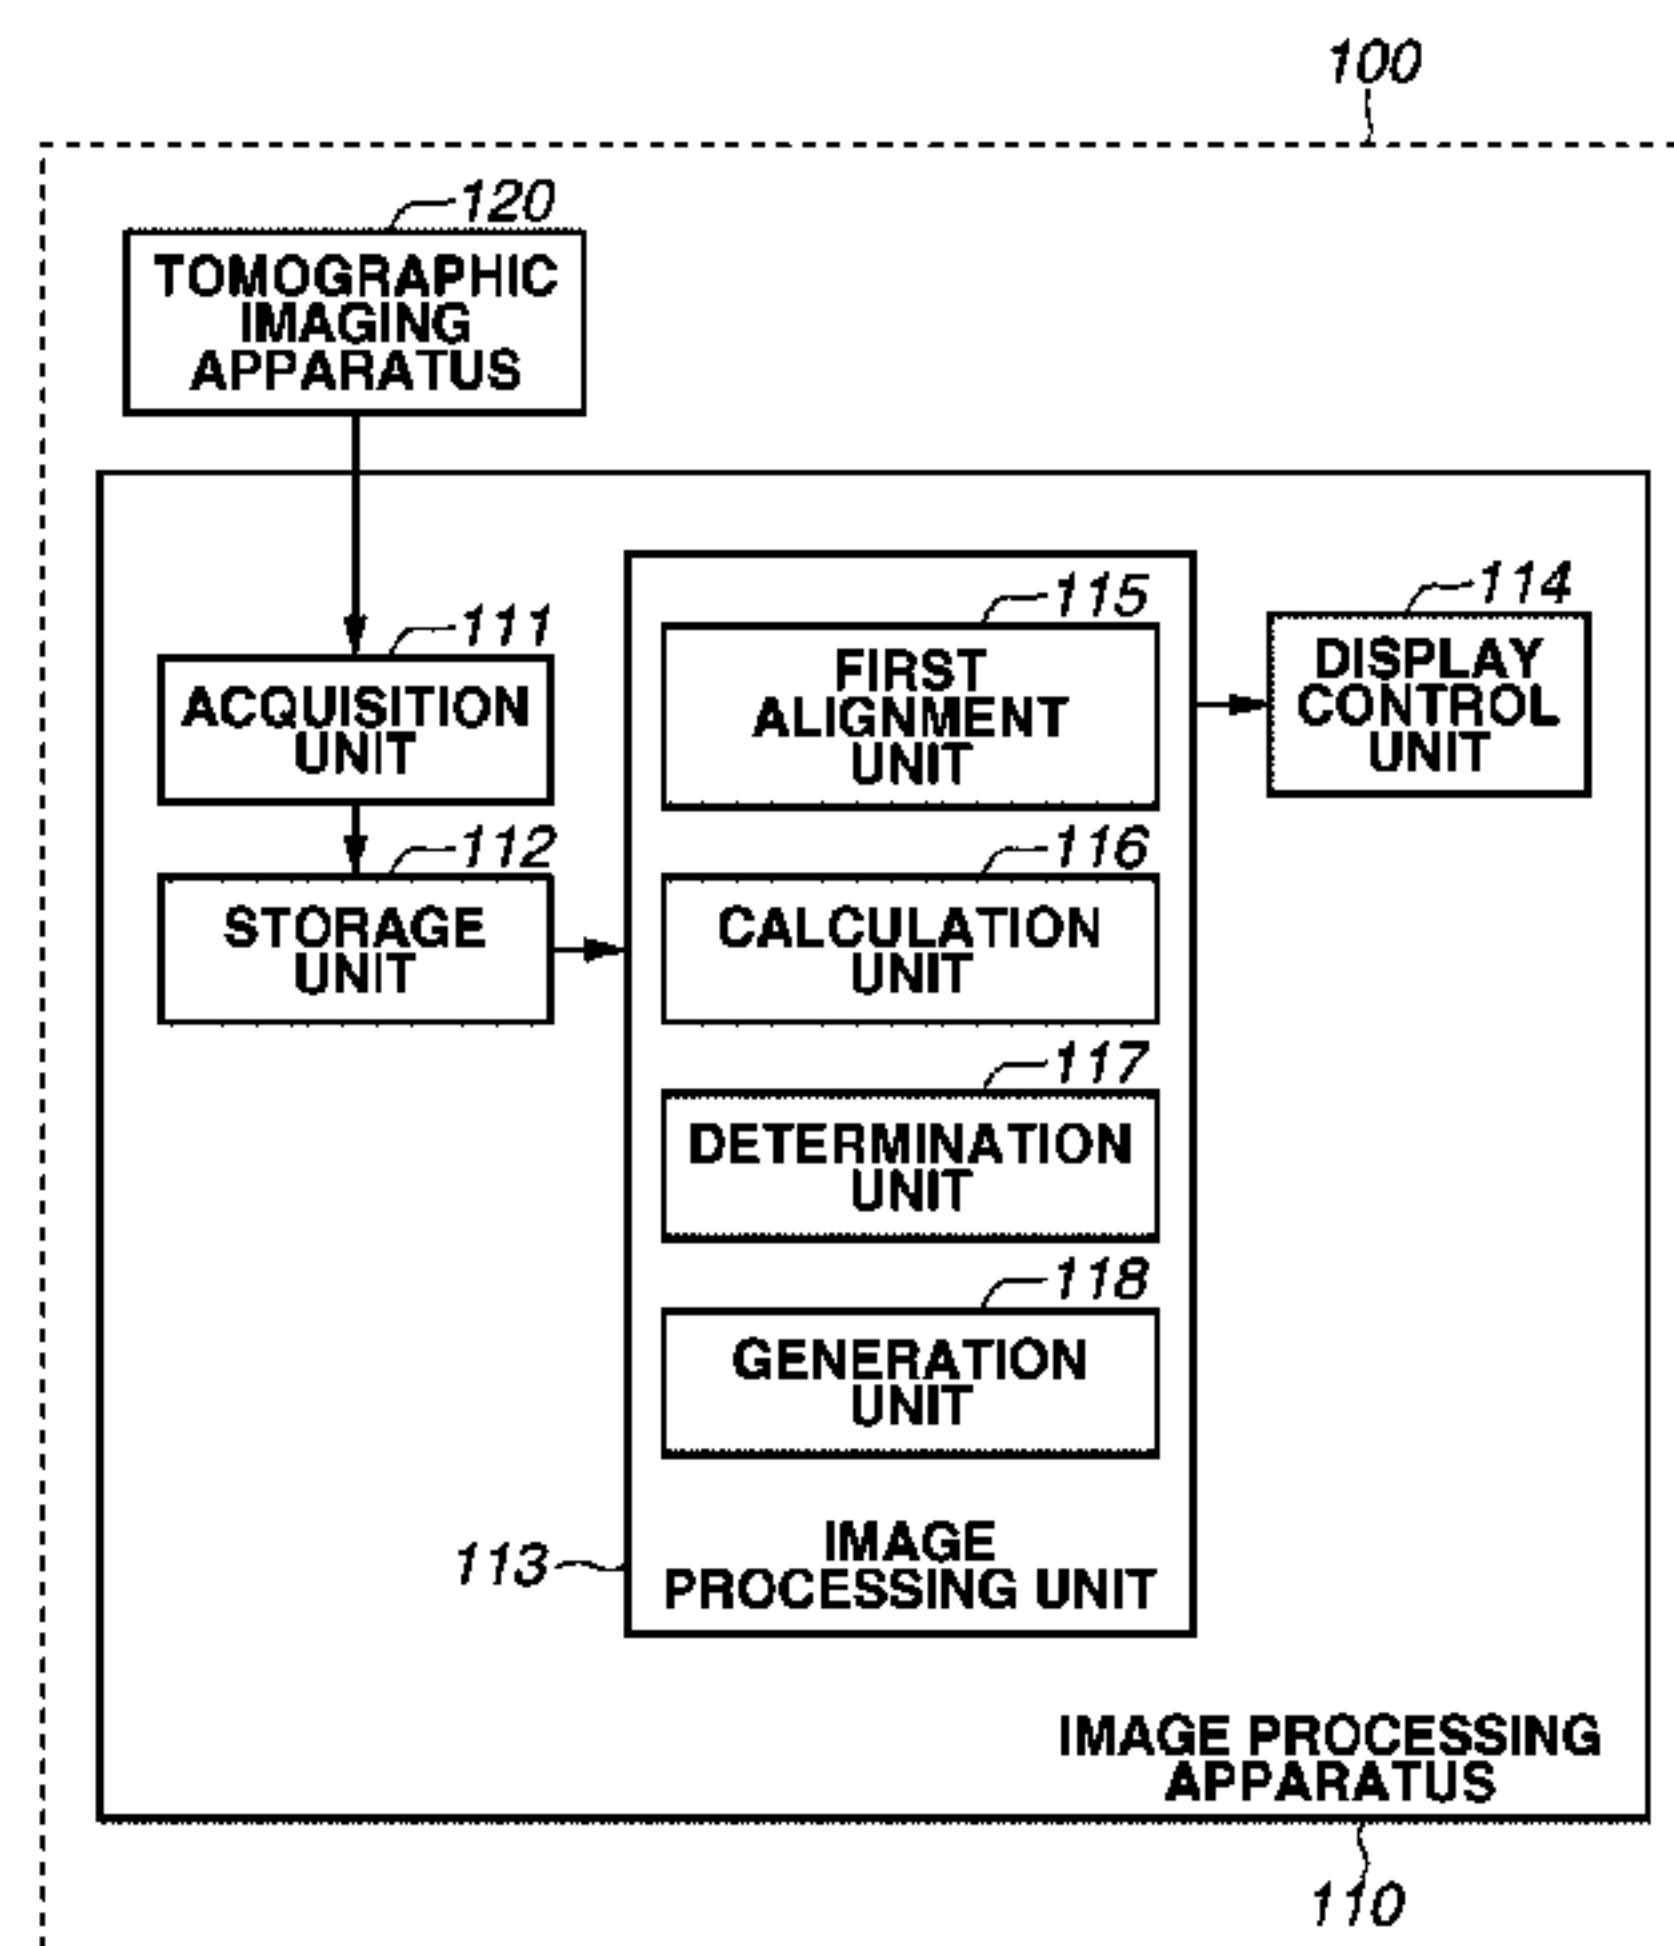 100
120
TOMOGRAPHIC
IMAGING
APPARATUS
111
ACQUISITION
UNIT
112
STORAGE
UNIT
115
FIRST
ALIGNMENT
UNIT
116
CALCULATION
UNIT
117
DETERMINATION
UNIT
118
GENERATION
UNIT
113
IMAGE
PROCESSING UNIT
114
DISPLAY
CONTROL
UNIT
IMAGE PROCESSING
APPARATUS
110